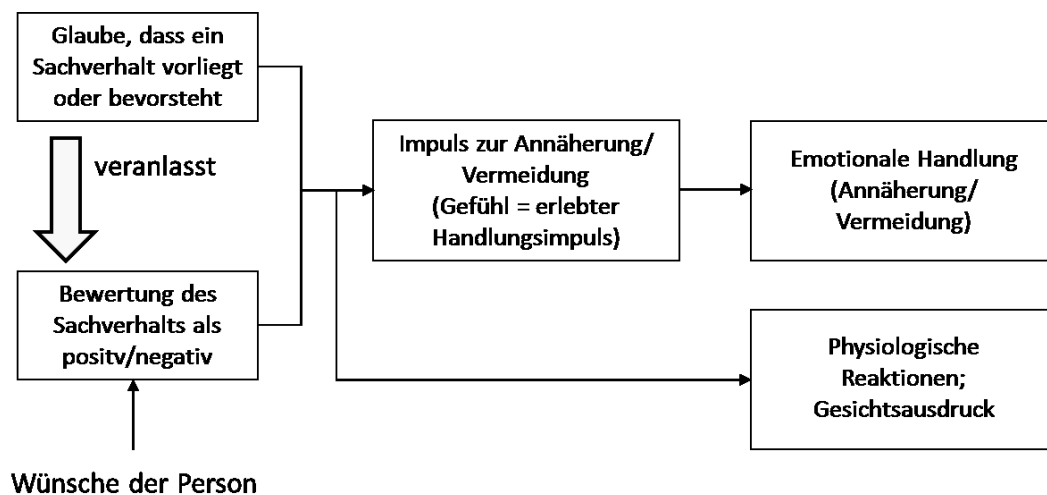 Glaube, dass ein
Sachverhalt vorliegt
oder bevorsteht
veranlasst
Bewertung des
Sachverhalts als
positv/negativ
Wünsche der Person
Impuls zur Annäherung/
Vermeidung
(Gefühl = erlebter
Handlungsimpuls)
Emotionale Handlung
(Annäherung/
Vermeidung)
Physiologische
Reaktionen;
Gesichtsausdruck